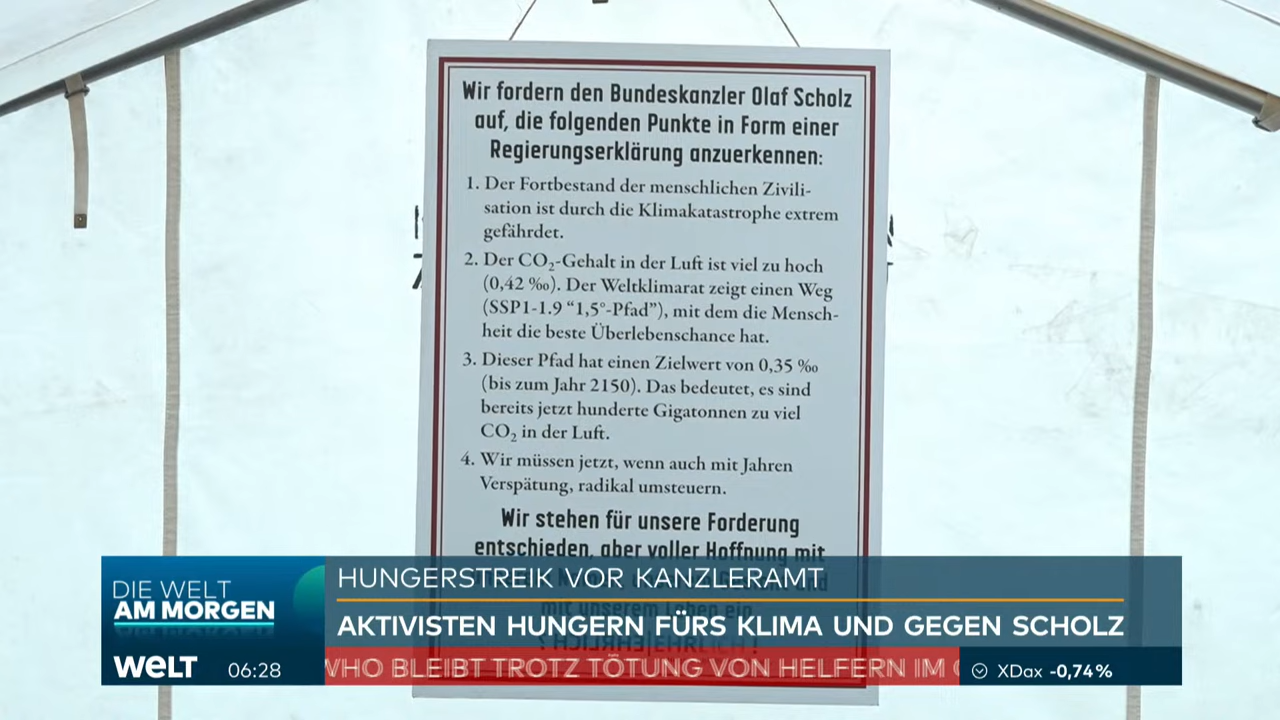 Wir fordern den Bundeskanzler Olaf Scholz
auf, die folgenden Punkte in Form einer
Regierungserklärung anzuerkennen:
1. Der Fortbestand der menschlichen Zivili-
sation ist durch die Klimakatastrophe extrem
gefährdet.
2. Der CO₂-Gehalt in der Luft ist viel zu hoch
(0,42 ‰). Der Weltklimarat zeigt einen Weg
(SSP1-1.9 “1,5°-Pfad”), mit dem die Mensch-
heit die beste Überlebenschance hat.
3. Dieser Pfad hat einen Zielwert von 0,35 ‰
(bis zum Jahr 2150). Das bedeutet, es sind
bereits jetzt hunderte Gigatonnen zu viel
CO₂ in der Luft.
4. Wir müssen jetzt, wenn auch mit Jahren
Verspätung, radikal umsteuern.
Wir stehen für unsere Forderung
entschieden, aber voller Hoffnung mit
mit unserem Leben ein.
DIE WELT
AM MORGEN
HUNGERSTREIK VOR KANZLERAMT
AKTIVISTEN HUNGERN FÜRS KLIMA UND GEGEN SCHOLZ
welt 06:28
WHO BLEIBT TROTZ TÖTUNG VON HELFERN IM
XDax -0,74%